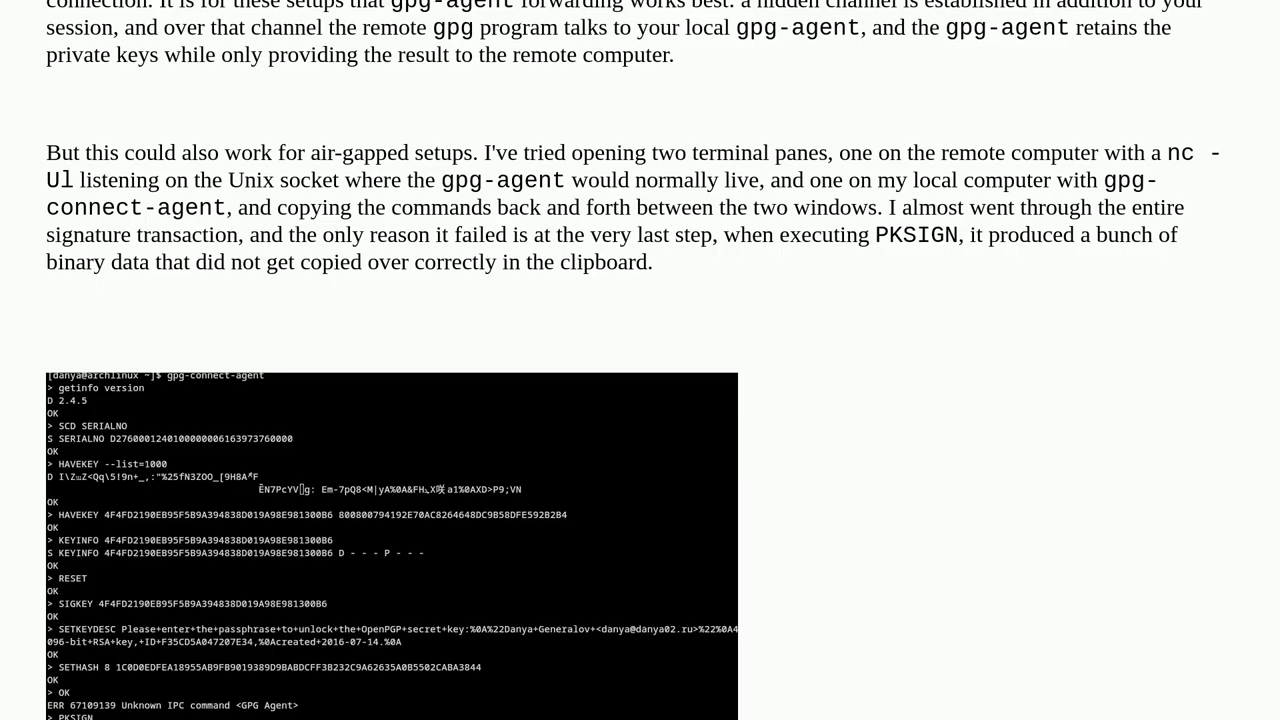 connection. It is for these setups that gpg-agent forwarding works best: a hidden channel is established in addition to your
session, and over that channel the remote gpg program talks to your local gpg-agent, and the gpg-agent retains the
private keys while only providing the result to the remote computer.
But this could also work for air-gapped setups. I've tried opening two terminal panes, one on the remote computer with a nc -
Ul listening on the Unix socket where the gpg-agent would normally live, and one on my local computer with gpg-
connect-agent, and copying the commands back and forth between the two windows. I almost went through the entire
signature transaction, and the only reason it failed is at the very last step, when executing PKSIGN, it produced a bunch of
binary data that did not get copied over correctly in the clipboard.
[danya@archlinux ~]$ gpg-connect-agent
> getinfo version
D 2.4.5
OK
> SCD SERIALNO
S SERIALNO D2760001240100000006163973760000
OK
> HAVEKEY --list=1000
OK
> HAVEKEY 4F4FD2190EB95F5B9A394838D019A98E981300B6 800800794192E70AC8264648DC9B58DFE592B2B4
OK
> KEYINFO 4F4FD2190EB95F5B9A394838D019A98E981300B6
S KEYINFO 4F4FD2190EB95F5B9A394838D019A98E981300B6 D - - - P - - -
OK
> RESET
OK
> SIGKEY 4F4FD2190EB95F5B9A394838D019A98E981300B6
OK
> SETKEYDESC Please+enter+the+passphrase+to+unlock+the+OpenPGP+secret+key:%0A%22Danya+Generalov+<danya@danya02.ru>%22%0A4
096-bit+RSA+key,+ID+F35CD5A047207E34,%0Acreated+2016-07-14.%0A
OK
> SETHASH 8 1C0D0EDFEA18955AB9FB9019389D9BABDCFF3B232C9A62635A0B5502CABA3844
OK
> OK
ERR 67109139 Unknown IPC command <GPG Agent>
> PKSIGN